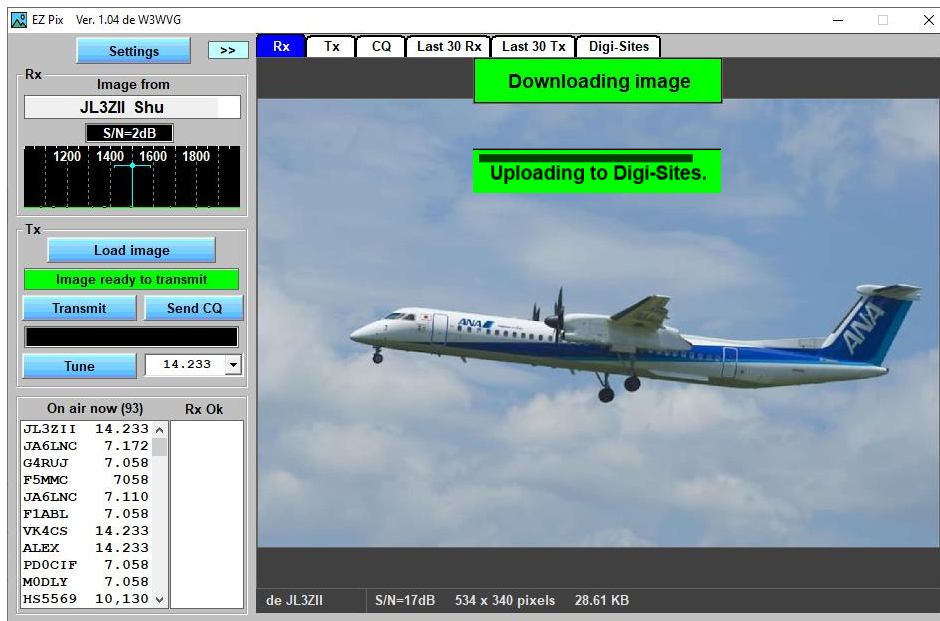 EZ Pix Ver. 1.04 de W3WVG
Settings
>>
Rx
Image from
JL3ZII Shu
S/N=2dB
1200 1400 1600 1800
Tx
Load image
Image ready to transmit
Transmit Send CQ
Tune 14.233
On air now (93) Rx Ok
JL3ZII 14.233
JA6LNC 7.172
G4RUJ 7.058
F5MMC 7058
JA6LNC 7.110
F1ABL 7.058
VK4CS 14.233
ALEX 14.233
PD0CIF 7.058
M0DLY 7.058
HS5569 10,130
Rx Tx CQ Last 30 Rx Last 30 Tx Digi-Sites
Downloading image
Uploading to Digi-Sites.
ANA
ANA
de JL3ZII S/N=17dB 534 x 340 pixels 28.61 KB